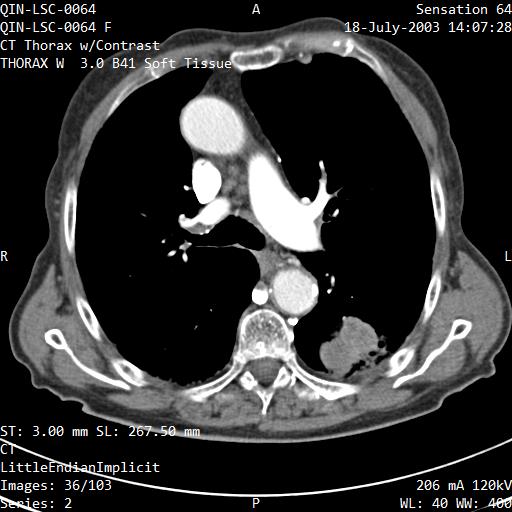 QIN-LSC-0064
A
Sensation 64
QIN-LSC-0064 F
18-July-2003 14:07:28
CT Thorax w/Contrast
THORAX W  3.0 B41 Soft Tissue
R
L
ST: 3.00 mm SL: 267.50 mm
CT
LittleEndianImplicit
Images: 36/103
206 mA 120kV
Series: 2
P
WL: 40 WW: 400